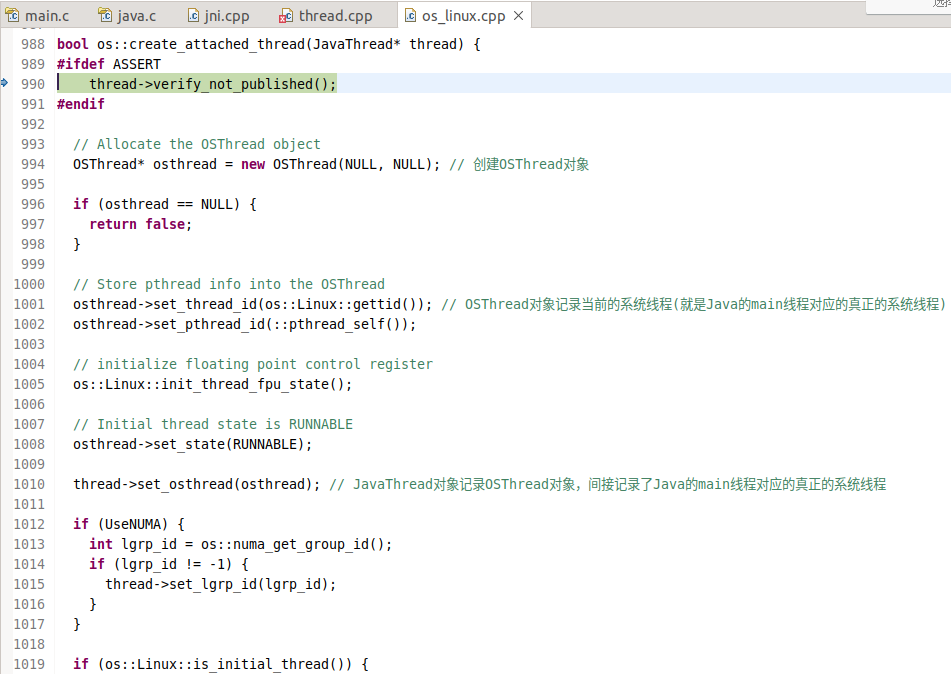 main.c java.c jni.cpp thread.cpp os_linux.cpp
988 bool os::create_attached_thread(JavaThread* thread) {
989 #ifdef ASSERT
990     thread->verify_not_published();
991 #endif
992
993   // Allocate the OSThread object
994   OSThread* osthread = new OSThread(NULL, NULL); // 创建OSThread对象
995
996   if (osthread == NULL) {
997     return false;
998   }
999
1000   // Store pthread info into the OSThread
1001   osthread->set_thread_id(os::Linux::gettid()); // OSThread对象记录当前的系统线程(就是Java的main线程对应的真正的系统线程)
1002   osthread->set_pthread_id(::pthread_self());
1003
1004   // initialize floating point control register
1005   os::Linux::init_thread_fpu_state();
1006
1007   // Initial thread state is RUNNABLE
1008   osthread->set_state(RUNNABLE);
1009
1010   thread->set_osthread(osthread); // JavaThread对象记录OSThread对象，间接记录了Java的main线程对应的真正的系统线程
1011
1012   if (UseNUMA) {
1013     int lgrp_id = os::numa_get_group_id();
1014     if (lgrp_id != -1) {
1015       thread->set_lgrp_id(lgrp_id);
1016     }
1017   }
1018
1019   if (os::Linux::is_initial_thread()) {